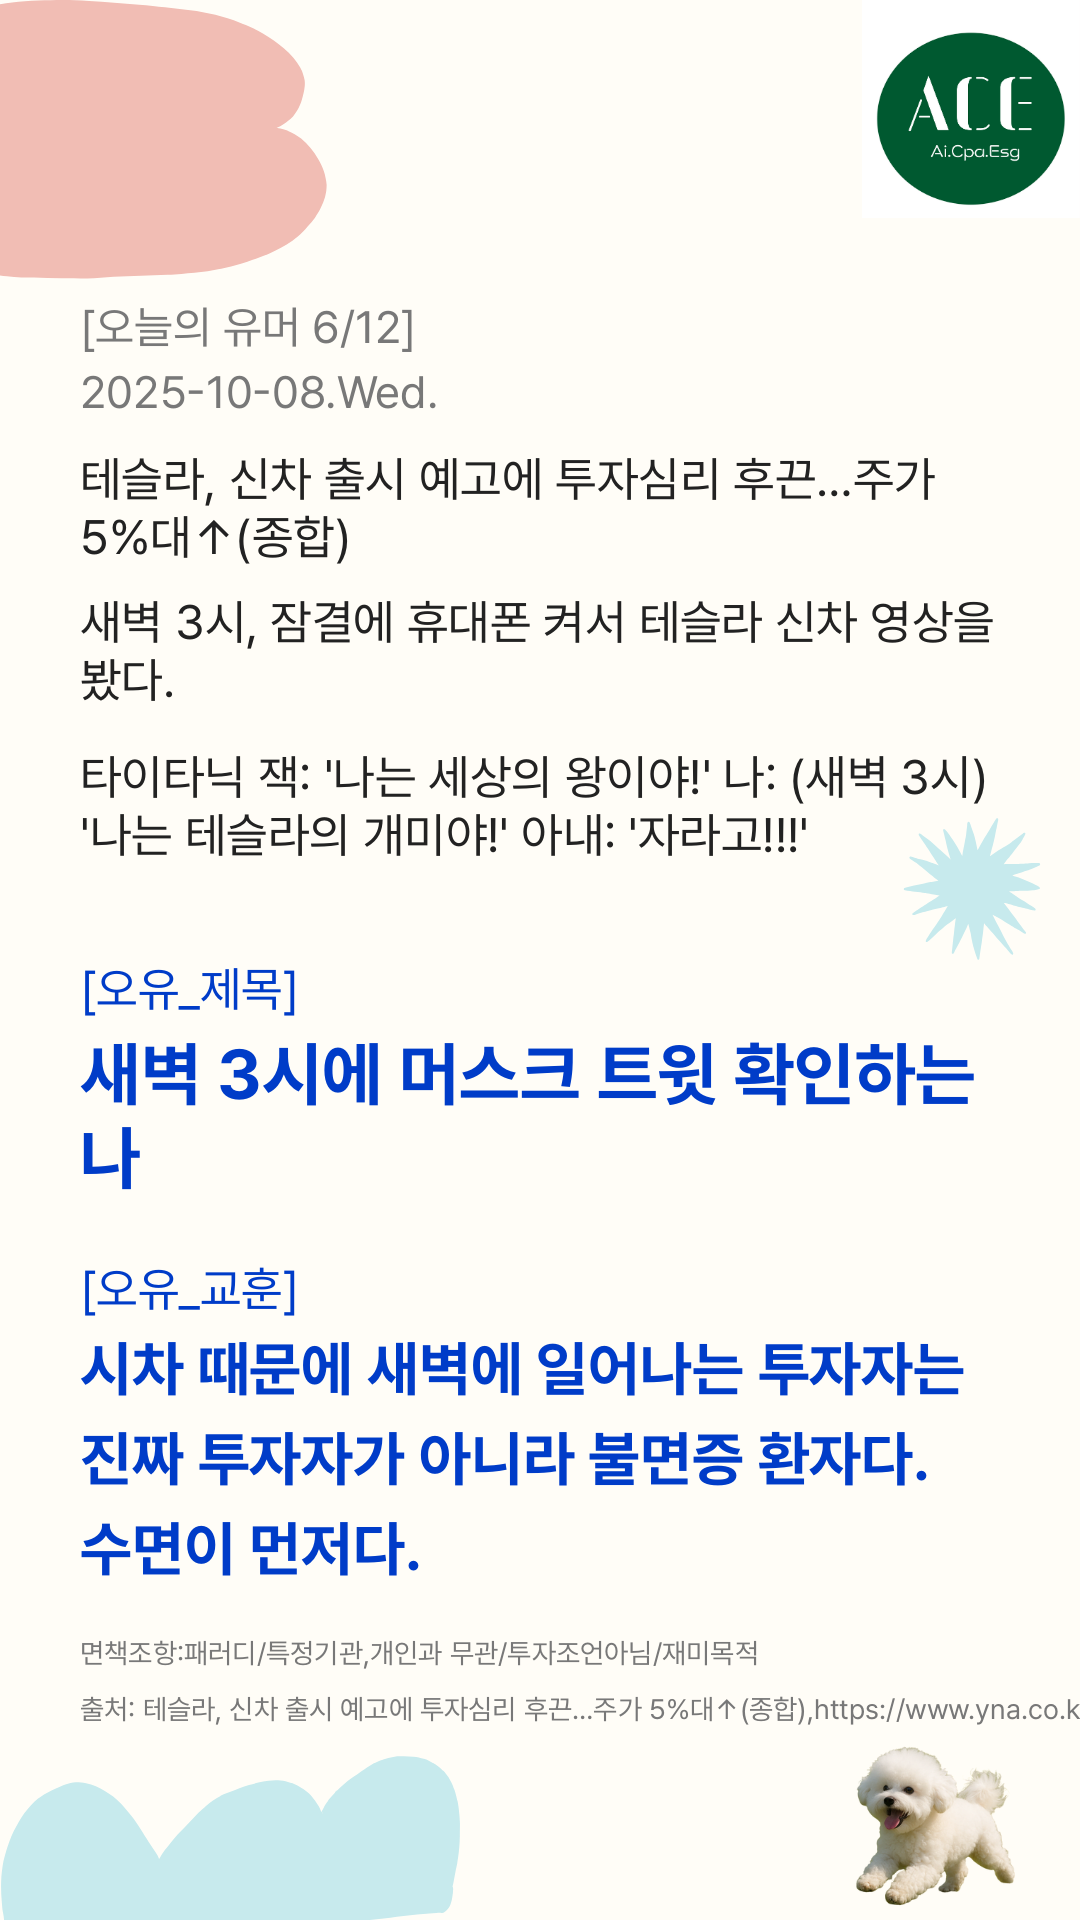 ACE
Ai.Cpa.Esg
[오늘의 유머 6/12]
2025-10-08.Wed.
테슬라, 신차 출시 예고에 투자심리 후끈…주가
5%대↑(종합)
새벽 3시, 잠결에 휴대폰 켜서 테슬라 신차 영상을
봤다.
타이타닉 잭: '나는 세상의 왕이야!' 나: (새벽 3시)
'나는 테슬라의 개미야!' 아내: '자라고!!!'
[오유_제목]
새벽 3시에 머스크 트윗 확인하는
나
[오유_교훈]
시차 때문에 새벽에 일어나는 투자자는
진짜 투자자가 아니라 불면증 환자다.
수면이 먼저다.
면책조항:패러디/특정기관,개인과 무관/투자조언아님/재미목적
출처: 테슬라, 신차 출시 예고에 투자심리 후끈…주가 5%대↑(종합),https://www.yna.co.k